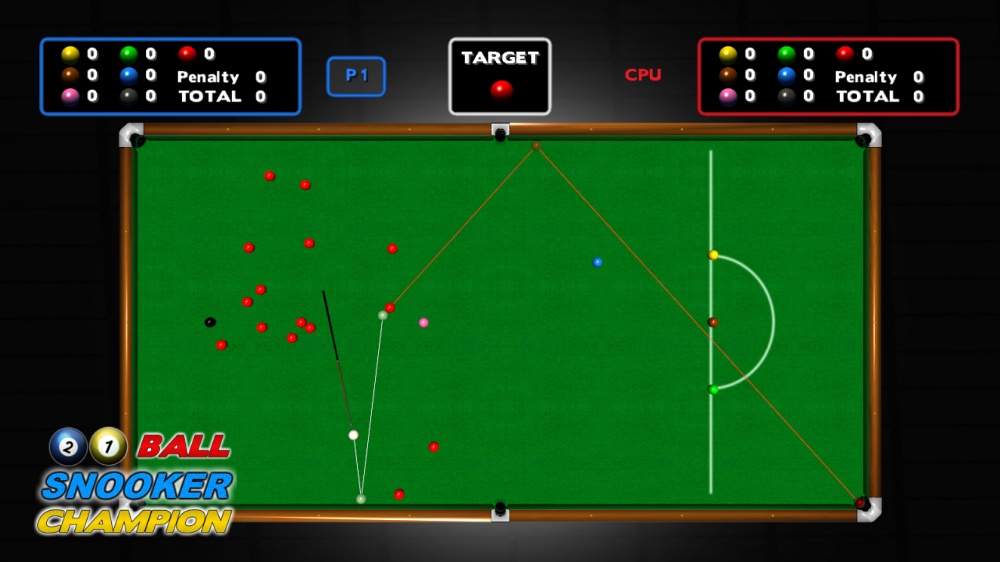 0 0 0
0 0 Penalty 0
0 0 TOTAL 0
P1
TARGET
CPU
0 0 0
0 0 Penalty 0
0 0 TOTAL 0
2 1 BALL
SNOOKER
CHAMPION